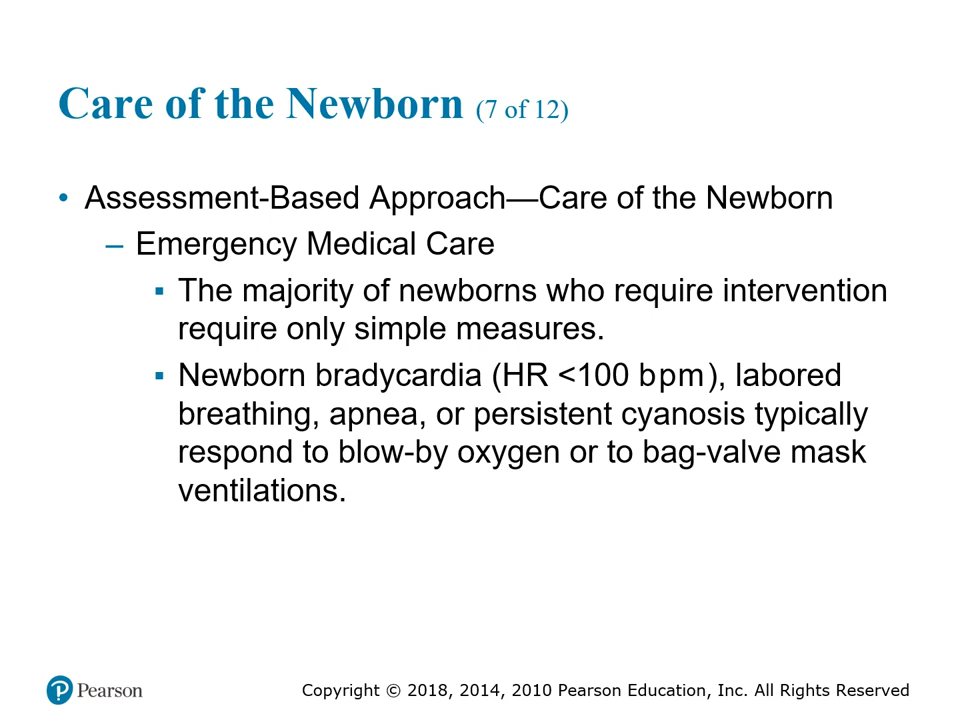 Care of the Newborn (7 of 12)
• Assessment-Based Approach—Care of the Newborn
– Emergency Medical Care
▪ The majority of newborns who require intervention
require only simple measures.
▪ Newborn bradycardia (HR <100 bpm), labored
breathing, apnea, or persistent cyanosis typically
respond to blow-by oxygen or to bag-valve mask
ventilations.
Pearson
Copyright © 2018, 2014, 2010 Pearson Education, Inc. All Rights Reserved